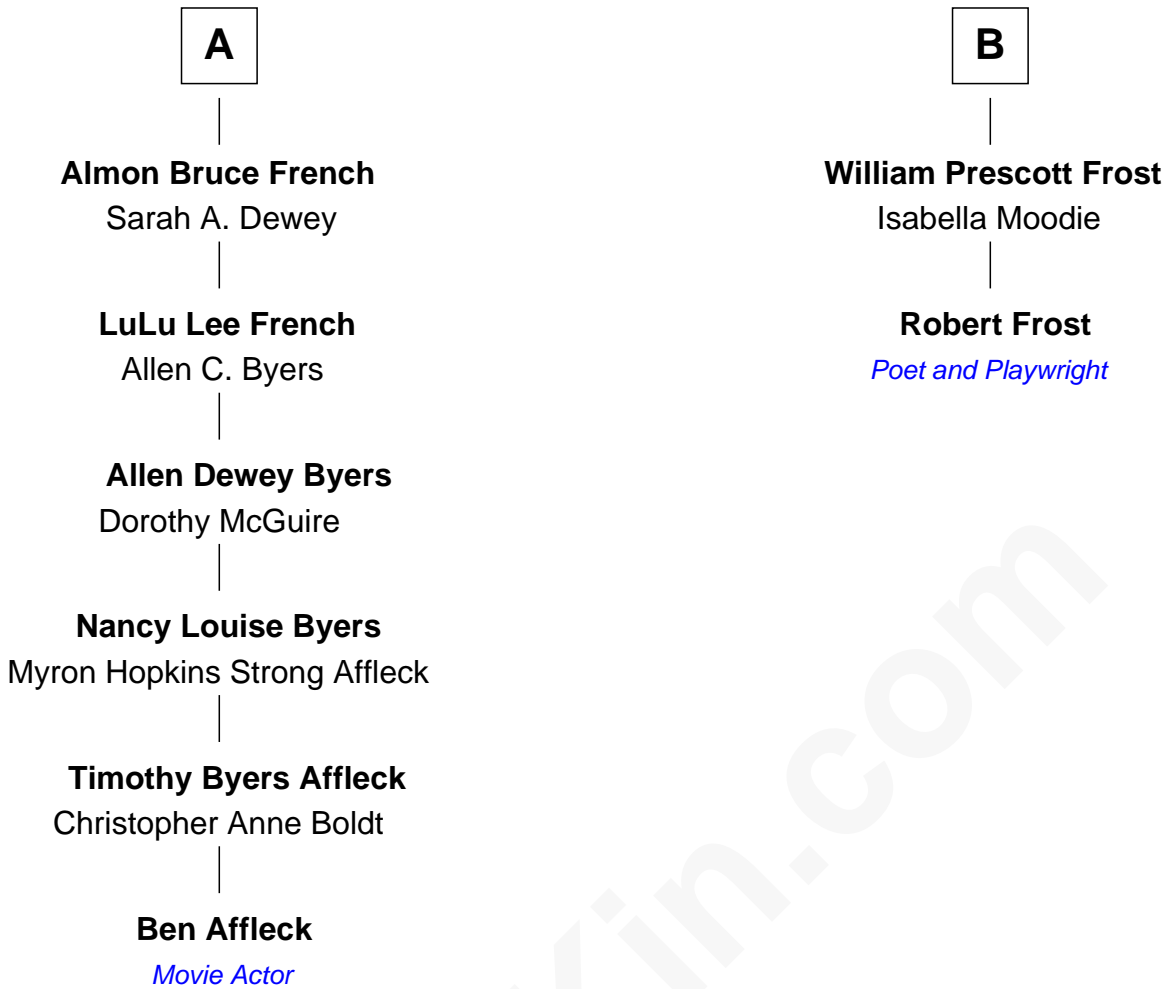 A
Almon Bruce French
Sarah A. Dewey
LuLu Lee French
Allen C. Byers
Allen Dewey Byers
Dorothy McGuire
Nancy Louise Byers
Myron Hopkins Strong Affleck
Timothy Byers Affleck
Christopher Anne Boldt
Ben Affleck
Movie Actor
B
William Prescott Frost
Isabella Moodie
Robert Frost
Poet and Playwright
Kin.com